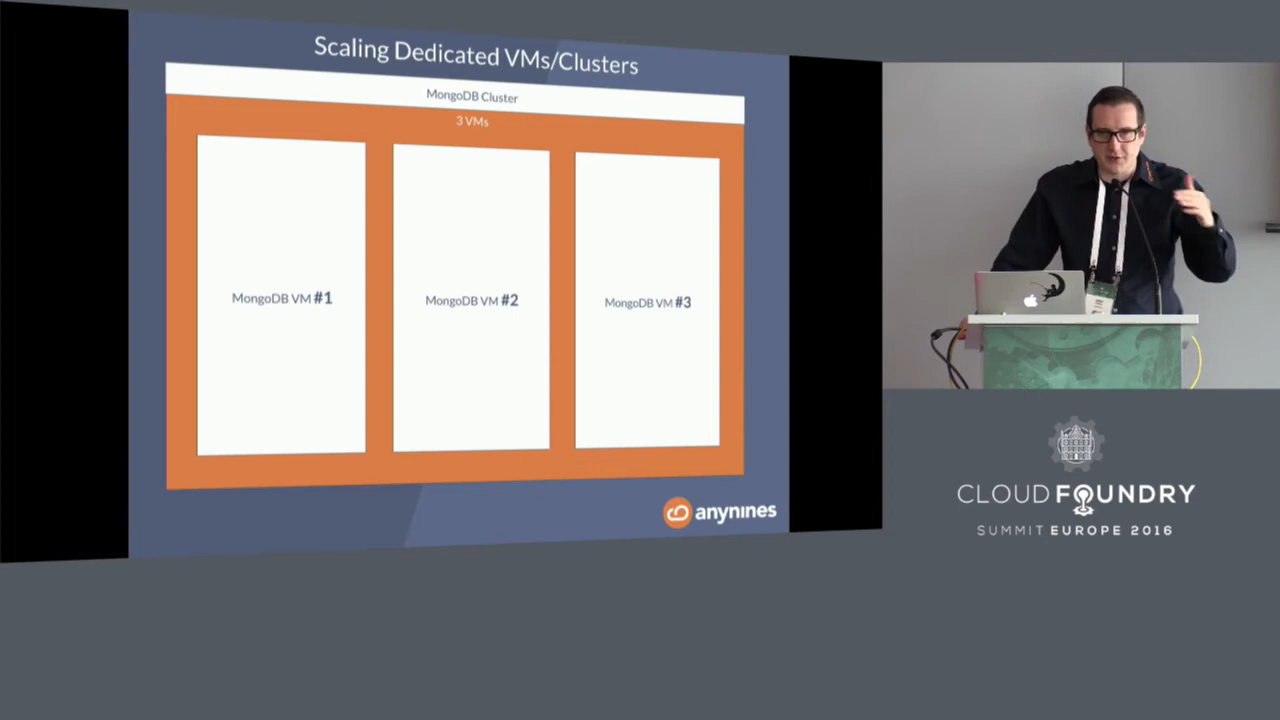 Scaling Dedicated VMs/Clusters
MongoDB Cluster
3 VMs
MongoDB VM #1
MongoDB VM #2
MongoDB VM #3
anynines
CLOUD FOUNDRY
SUMMIT EUROPE 2016